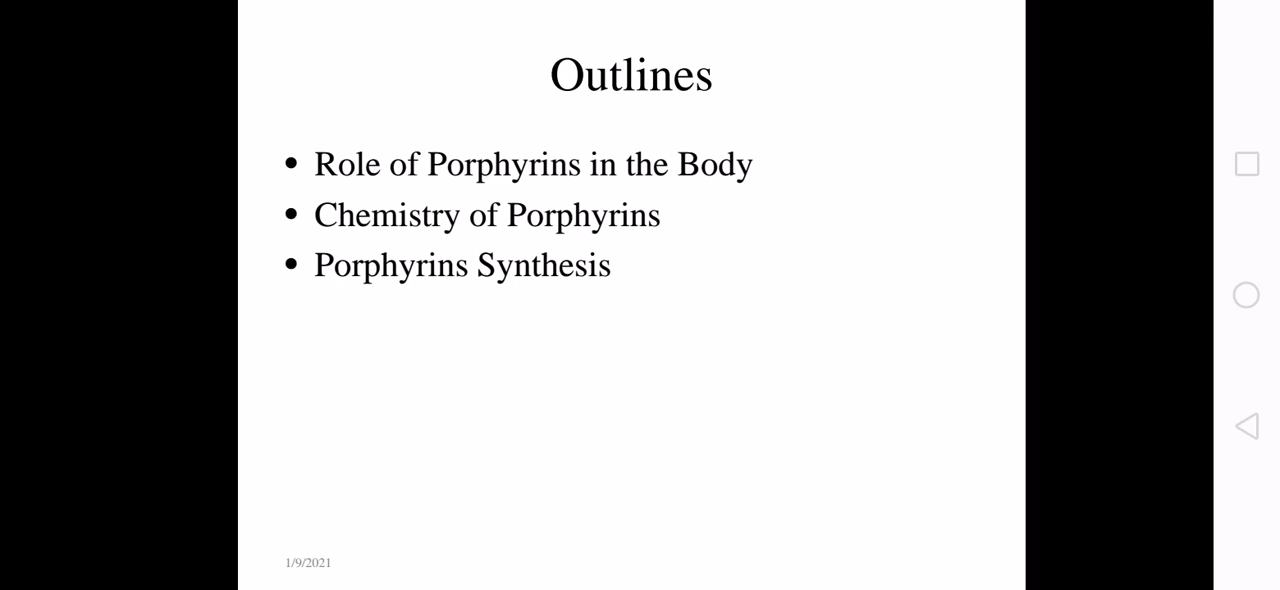 Outlines
• Role of Porphyrins in the Body
• Chemistry of Porphyrins
• Porphyrins Synthesis
1/9/2021